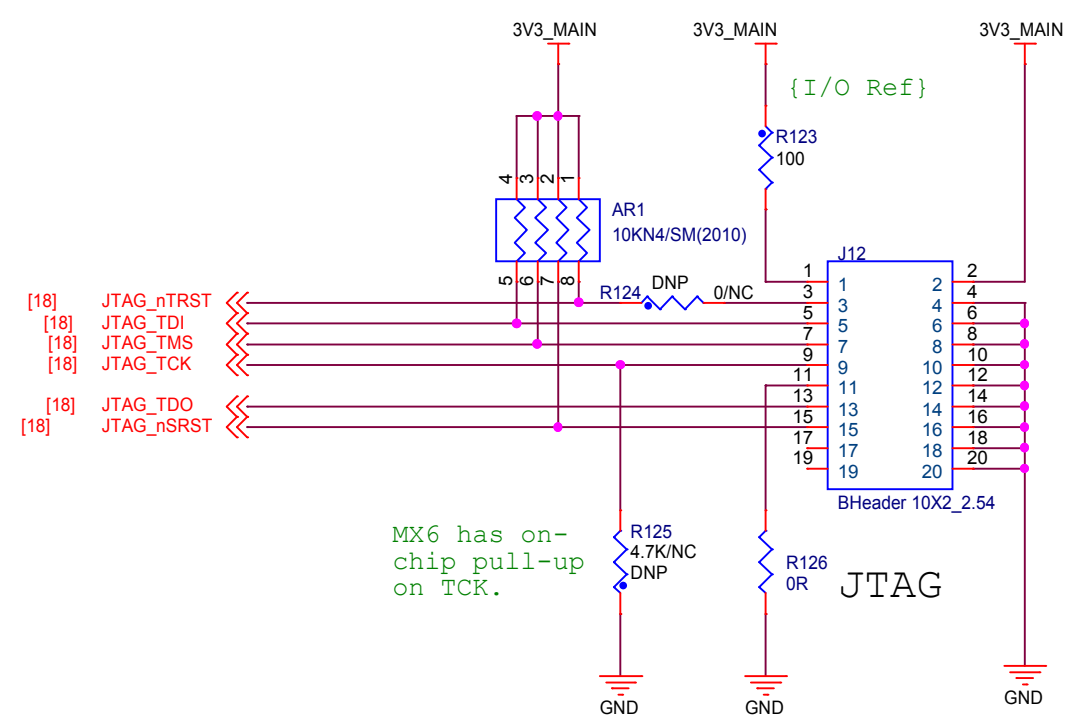 3V3_MAIN
3V3_MAIN
3V3_MAIN
{I/O Ref}
R123
100
4
3
2
1
AR1
10KN4/SM(2010)
5
6
7
8
J12
[18] JTAG_nTRST
R124
DNP
0/NC
[18] JTAG_TDI
[18] JTAG_TMS
[18] JTAG_TCK
[18] JTAG_TDO
[18] JTAG_nSRST
1 1 2 2
3 3 4 4
5 5 6 6
7 7 8 8
9 9 10 10
11 11 12 12
13 13 14 14
15 15 16 16
17 17 18 18
19 19 20 20
BHeader 10X2_2.54
MX6 has on-
chip pull-up
on TCK.
R125
4.7K/NC
DNP
R126
0R
JTAG
GND
GND
GND